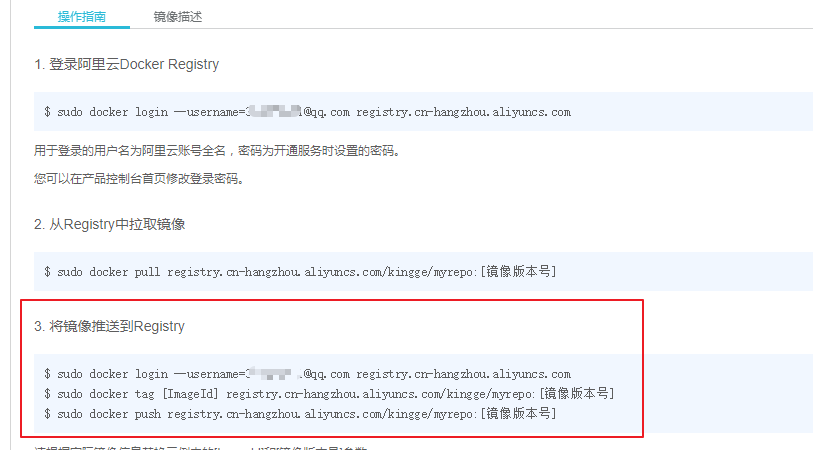 操作指南 镜像描述
1. 登录阿里云Docker Registry
$ sudo docker login --username=3 @qq.com registry.cn-hangzhou.aliyuncs.com
用于登录的用户名为阿里云账号全名，密码为开通服务时设置的密码。
您可以在产品控制台首页修改登录密码。
2. 从Registry中拉取镜像
$ sudo docker pull registry.cn-hangzhou.aliyuncs.com/kingge/myrepo:[镜像版本号]
3. 将镜像推送到Registry
$ sudo docker login --username=3 @qq.com registry.cn-hangzhou.aliyuncs.com
$ sudo docker tag [ImageId] registry.cn-hangzhou.aliyuncs.com/kingge/myrepo:[镜像版本号]
$ sudo docker push registry.cn-hangzhou.aliyuncs.com/kingge/myrepo:[镜像版本号]